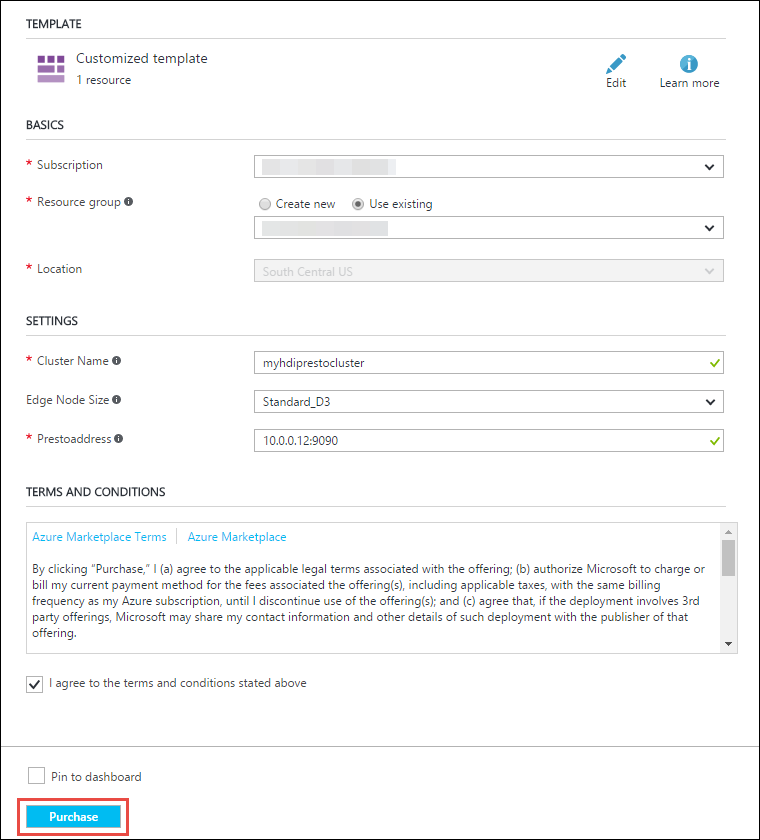 TEMPLATE
Customized template
1 resource
Edit
Learn more
BASICS
* Subscription
* Resource group
Create new
Use existing
* Location
South Central US
SETTINGS
* Cluster Name
myhdiprestocluster
Edge Node Size
Standard_D3
* Prestoaddress
10.0.0.12:9090
TERMS AND CONDITIONS
Azure Marketplace Terms
Azure Marketplace
By clicking “Purchase,” I (a) agree to the applicable legal terms associated with the offering; (b) authorize Microsoft to charge or
bill my current payment method for the fees associated the offering(s), including applicable taxes, with the same billing
frequency as my Azure subscription, until I discontinue use of the offering(s); and (c) agree that, if the deployment involves 3rd
party offerings, Microsoft may share my contact information and other details of such deployment with the publisher of that
offering.
I agree to the terms and conditions stated above
Pin to dashboard
Purchase